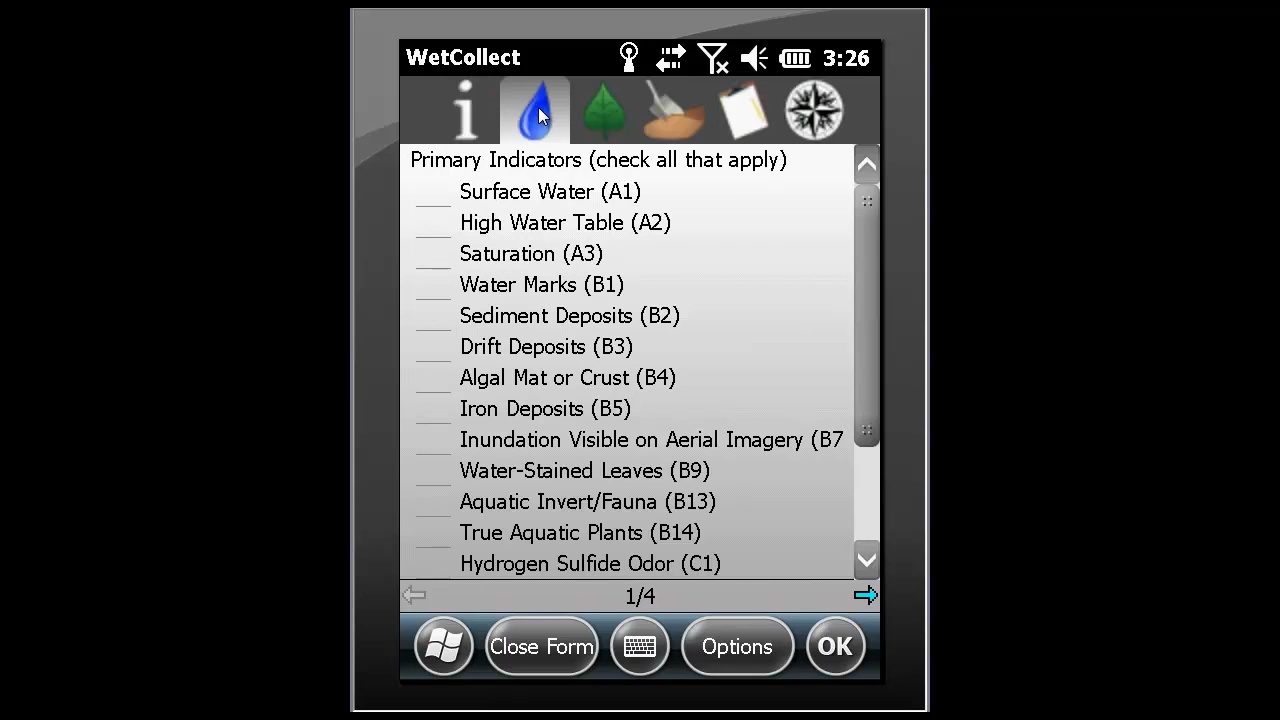 WetCollect 3:26
i
Primary Indicators (check all that apply)
Surface Water (A1)
High Water Table (A2)
Saturation (A3)
Water Marks (B1)
Sediment Deposits (B2)
Drift Deposits (B3)
Algal Mat or Crust (B4)
Iron Deposits (B5)
Inundation Visible on Aerial Imagery (B7
Water-Stained Leaves (B9)
Aquatic Invert/Fauna (B13)
True Aquatic Plants (B14)
Hydrogen Sulfide Odor (C1)
1/4
Close Form Options OK